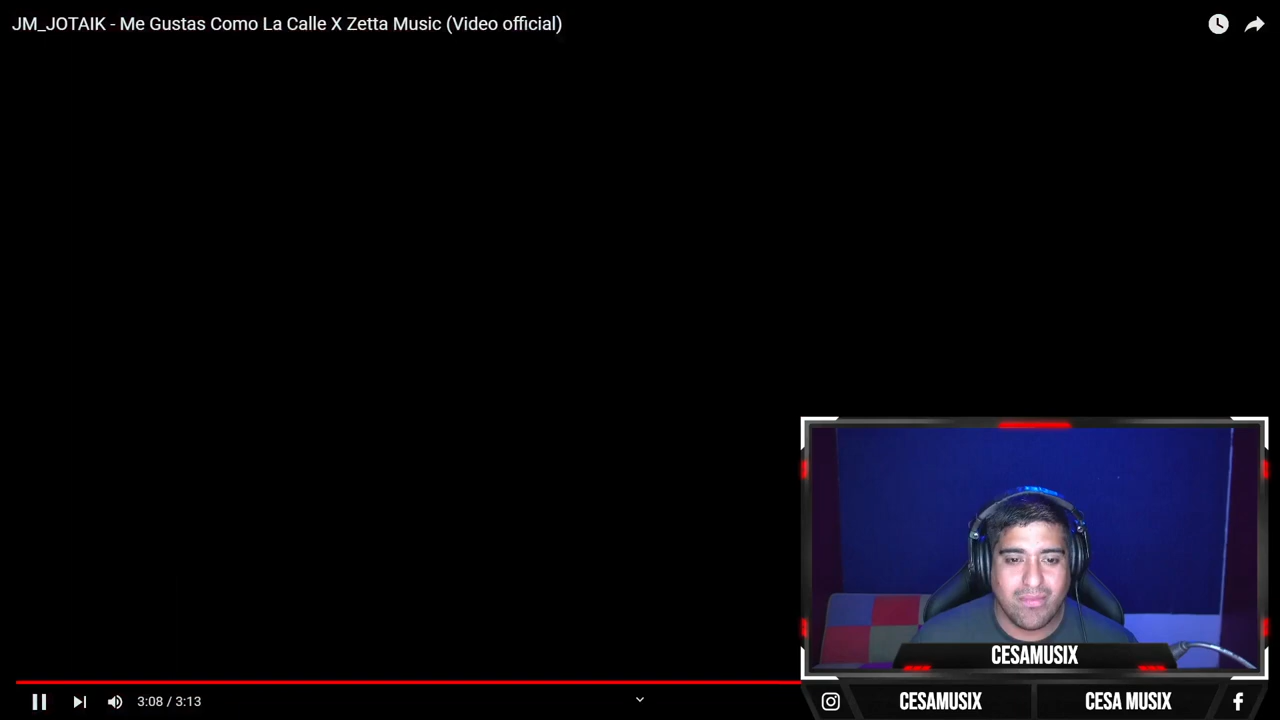 JM_JOTAIK - Me Gustas Como La Calle X Zetta Music (Video official)
CESAMUSIX
3:08 / 3:13
CESAMUSIX
CESA MUSIX